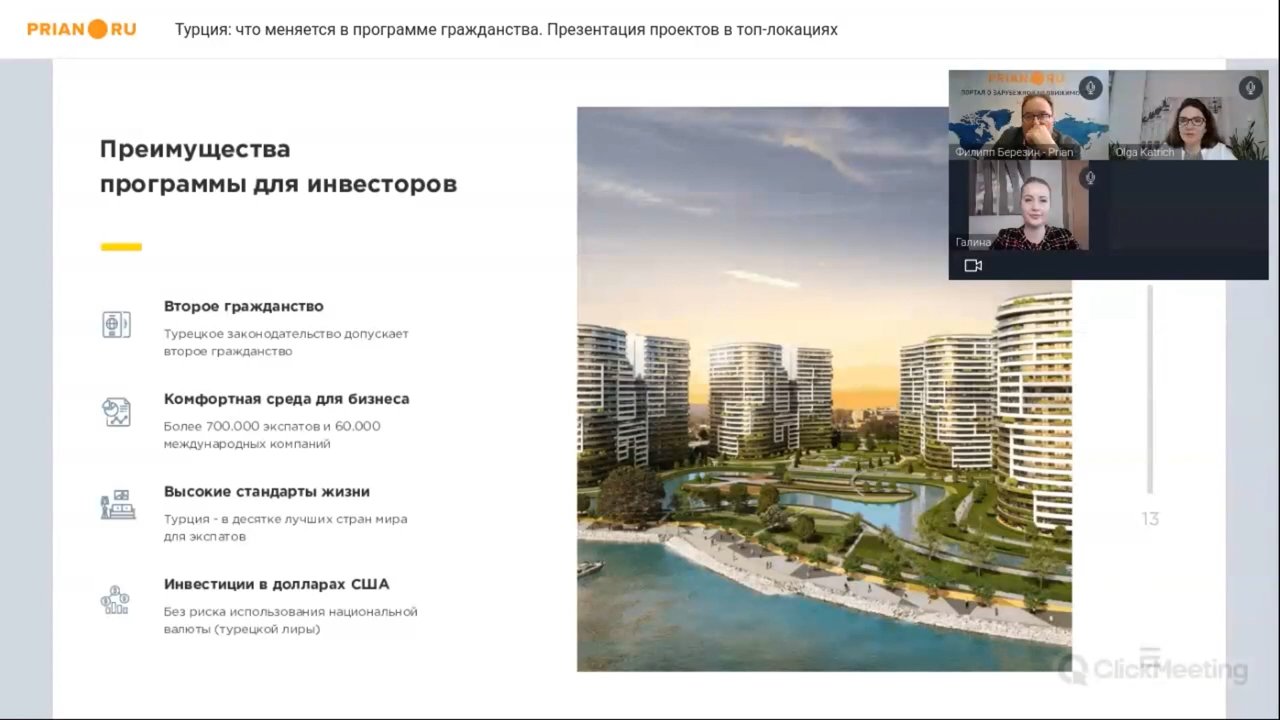 PRIAN RU
Турция: что меняется в программе гражданства. Презентация проектов в топ-локациях
PRIAN RU
ПОРТАЛ О ЗАРУБЕЖНОЙ НЕДВИЖИМ
Филипп Березин - Prian
Olga Katrich
Галина
Преимущества
программы для инвесторов
Второе гражданство
Турецкое законодательство допускает
второе гражданство
Комфортная среда для бизнеса
Более 700.000 экспатов и 60.000
международных компаний
Высокие стандарты жизни
Турция - в десятке лучших стран мира
для экспатов
Инвестиции в долларах США
Без риска использования национальной
валюты (турецкой лиры)
13
ClickMeeting